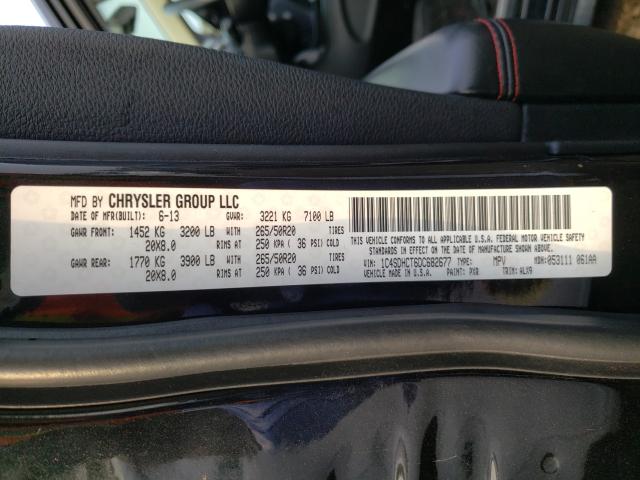 MFD BY CHRYSLER GROUP LLC
DATE OF MFR(BUILT): 6-13 GVWR: 3221 KG 7100 LB
GAWR FRONT: 1452 KG 3200 LB WITH 265/50R20 TIRES
20X8.0 RIMS AT 250 KPA ( 36 PSI) COLD
GAWR REAR: 1770 KG 3900 LB WITH 265/50R20 TIRES
20X8.0 RIMS AT 250 KPA ( 36 PSI) COLD
THIS VEHICLE CONFORMS TO ALL APPLICABLE U.S.A. FEDERAL MOTOR VEHICLE SAFETY
STANDARDS IN EFFECT ON THE DATE OF MANUFACTURE SHOWN ABOVE.
VIN: 1C4SDHCT6DC682677 TYPE: MPV MDH:053111 061AA
PAINT: PXR TRIM: ALX9